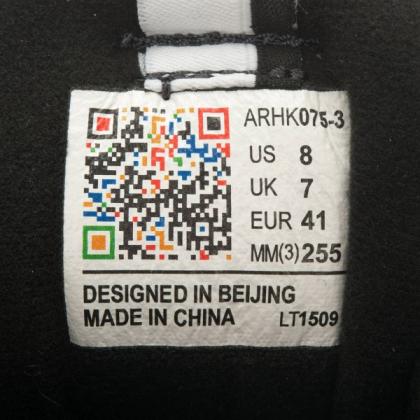 ARHK075-3
US 8
UK 7
EUR 41
MM(3) 255
DESIGNED IN BEIJING
MADE IN CHINA LT1509